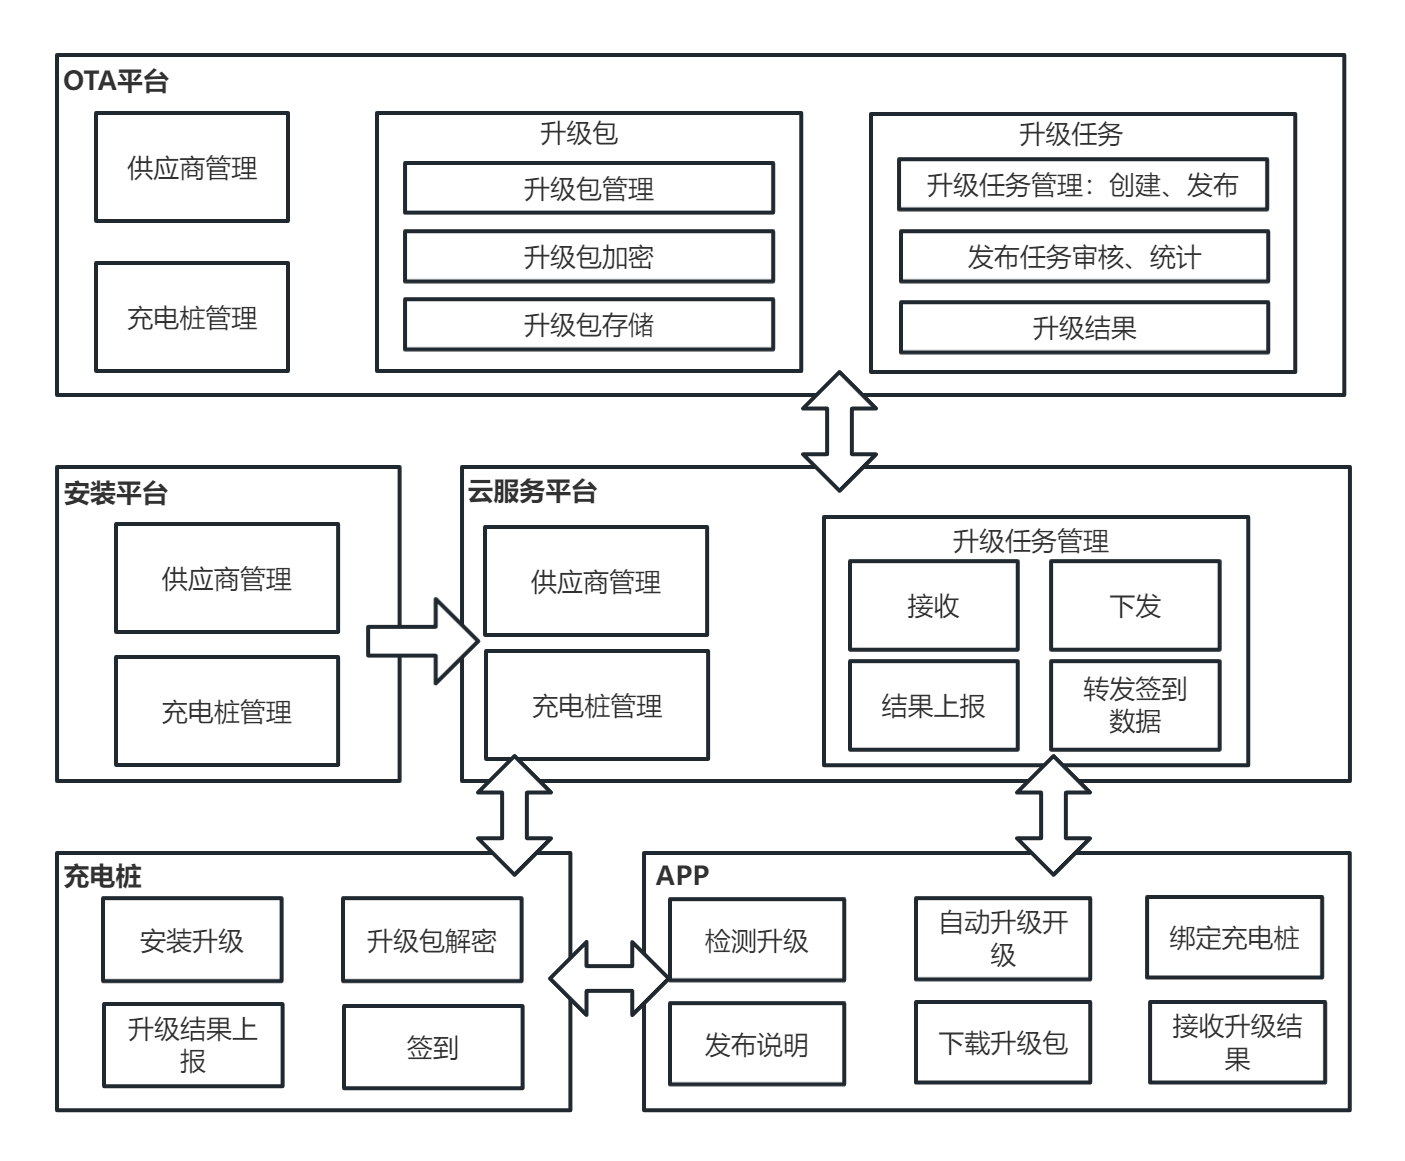 OTA平台
供应商管理
充电桩管理
升级包
升级包管理
升级包加密
升级包存储
升级任务
升级任务管理：创建、发布
发布任务审核、统计
升级结果
安装平台
供应商管理
充电桩管理
云服务平台
供应商管理
充电桩管理
升级任务管理
接收
下发
结果上报
转发签到
数据
充电桩
安装升级
升级包解密
升级结果上
报
签到
APP
检测升级
自动升级开
级
绑定充电桩
发布说明
下载升级包
接收升级结
果